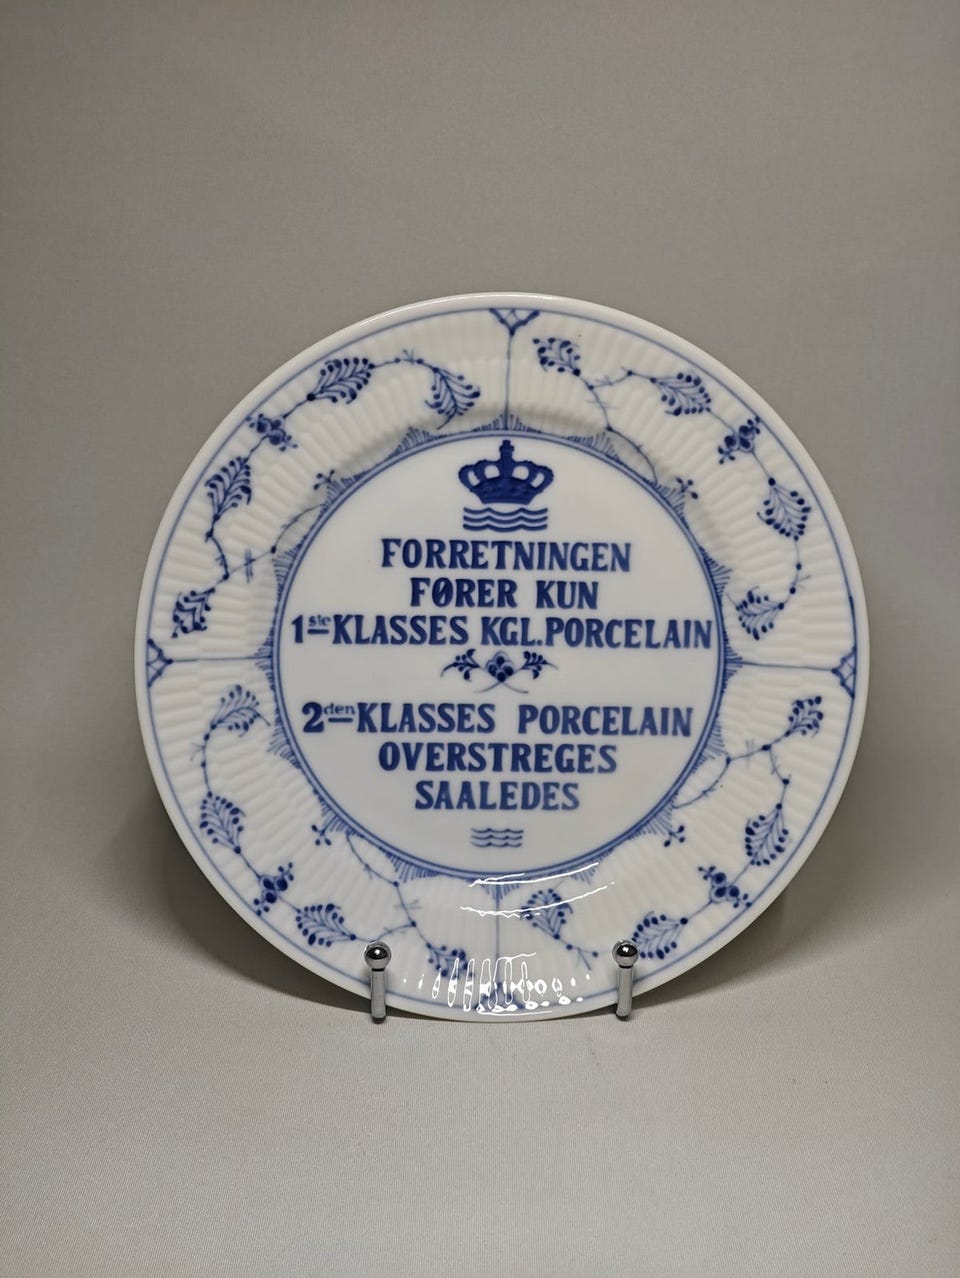 FORRETNINGEN
FØRER KUN
1ste KLASSES KGL. PORCELAIN
2den KLASSES PORCELAIN
OVERSTREGES
SAALEDES